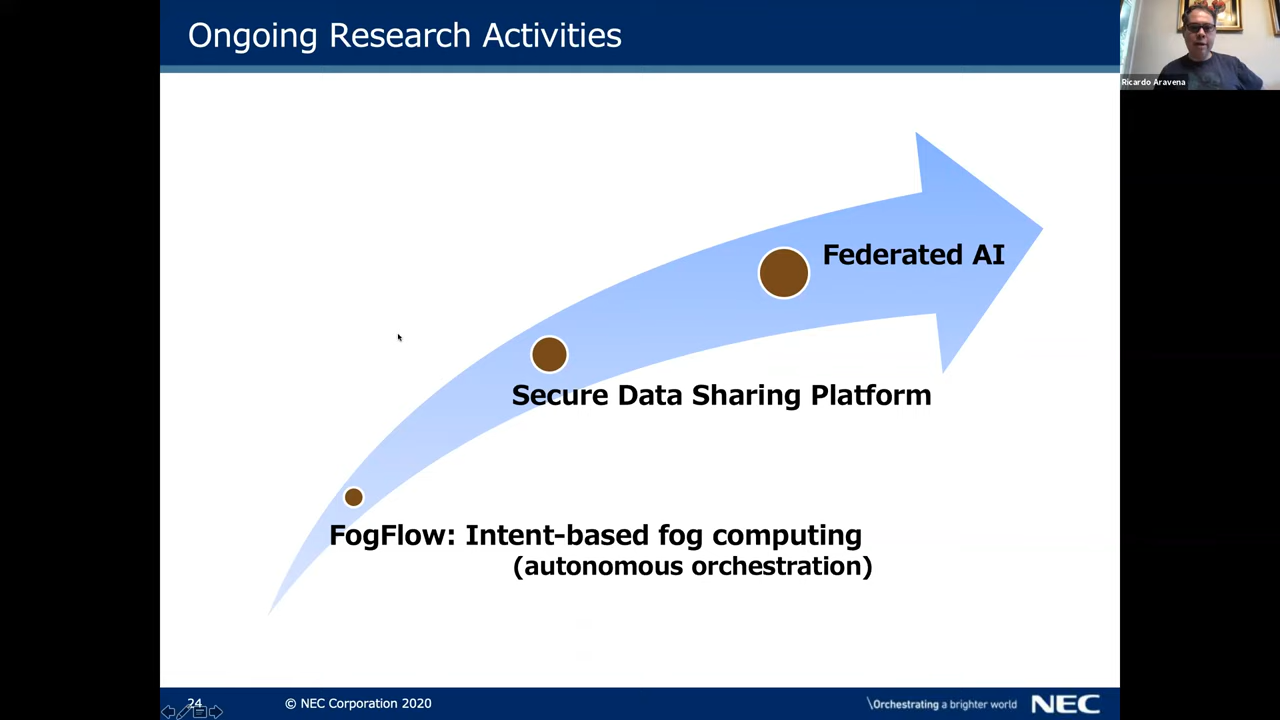 Ongoing Research Activities
Ricardo Aravena
Federated AI
Secure Data Sharing Platform
FogFlow: Intent-based fog computing
(autonomous orchestration)
24
© NEC Corporation 2020
\Orchestrating a brighter world
NEC